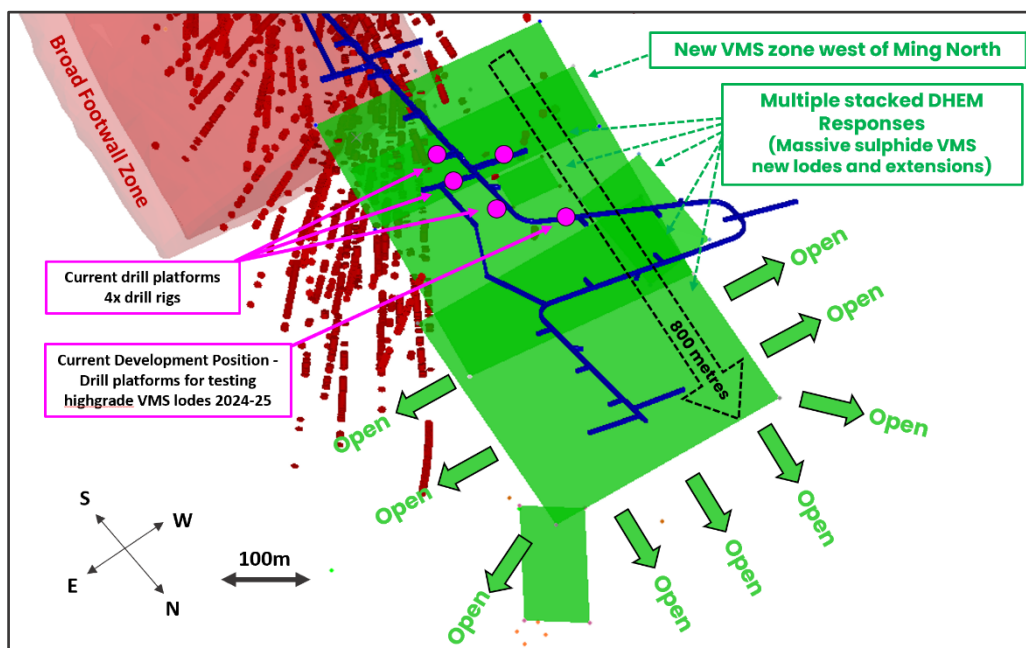 Broad Footwall Zone
New VMS zone west of Ming North
Multiple stacked DHEM
Responses
(Massive sulphide VMS
new lodes and extensions)
Current drill platforms
4x drill rigs
Current Development Position -
Drill platforms for testing
highgrade VMS lodes 2024-25
800 metres
Open
Open
Open
Open
Open
Open
Open
Open
Open
S
W
E
N
100m